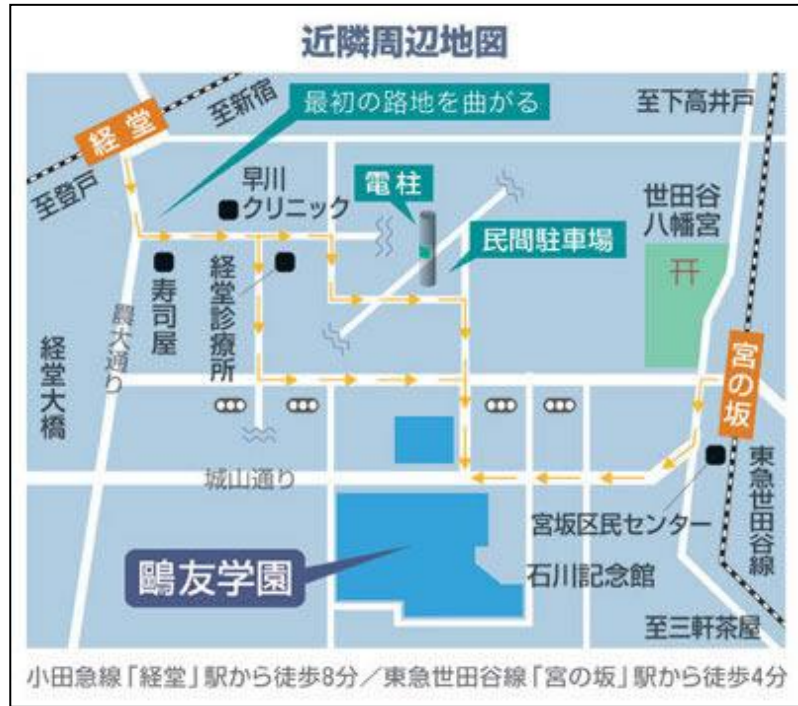 近隣周辺地図
至新宿
最初の路地を曲がる
至下高井戸
経堂
至登戸
早川
クリニック
電柱
世田谷
八幡宮
民間駐車場
寿司屋
経堂診療所
農大通り
経堂大橋
宮の坂
城山通り
東急世田谷線
宮坂区民センター
鷗友学園
石川記念館
至三軒茶屋
小田急線「経堂」駅から徒歩8分／東急世田谷線「宮の坂」駅から徒歩4分